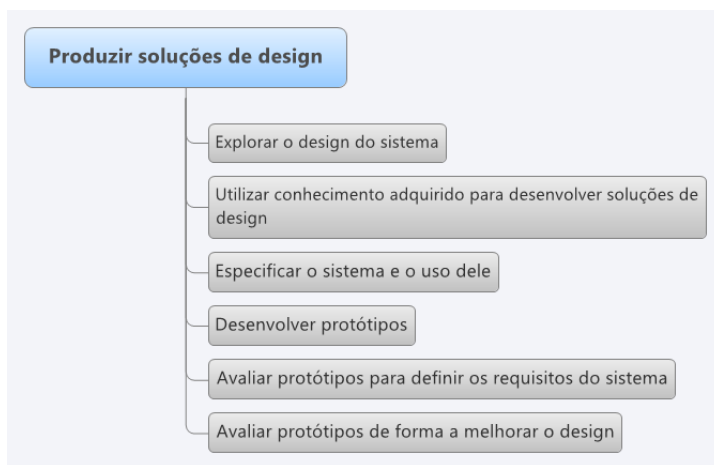 Produzir soluções de design
Explorar o design do sistema
Utilizar conhecimento adquirido para desenvolver soluções de
design
Especificar o sistema e o uso dele
Desenvolver protótipos
Avaliar protótipos para definir os requisitos do sistema
Avaliar protótipos de forma a melhorar o design